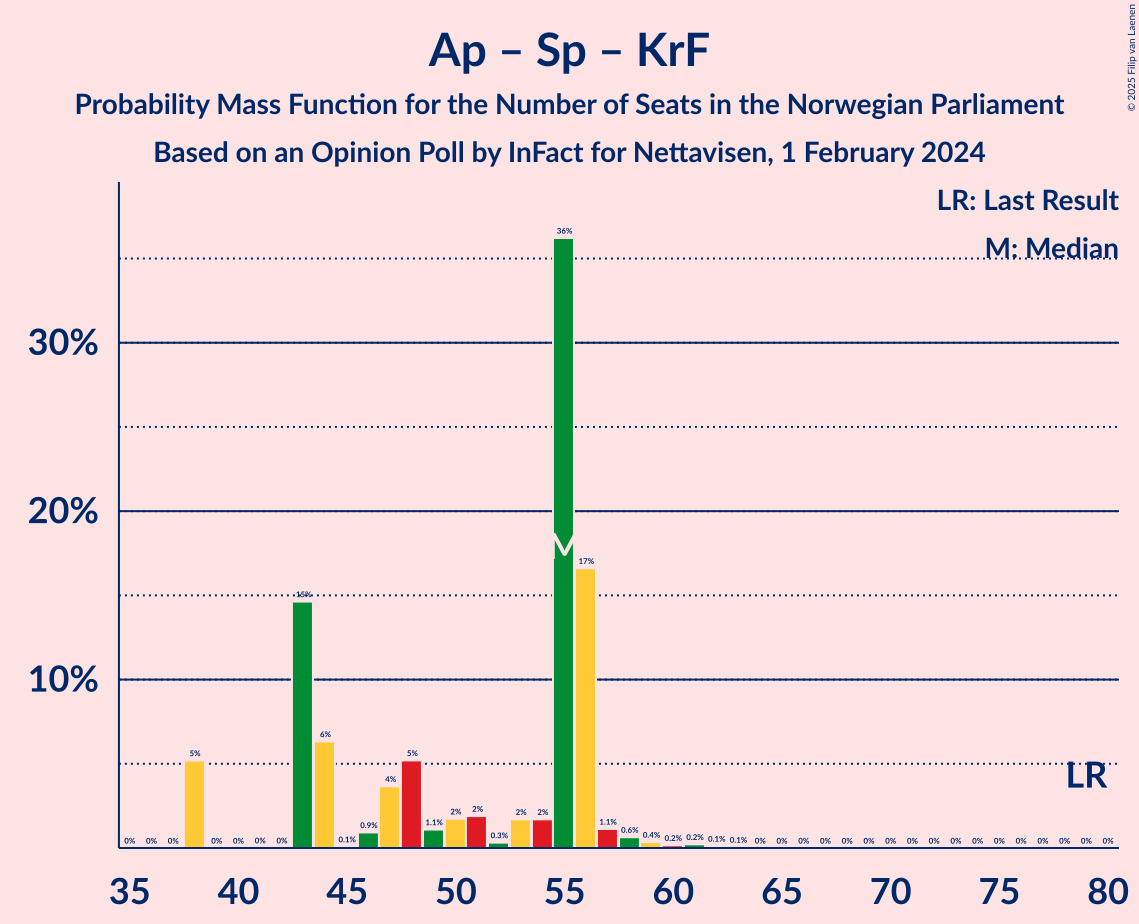 Ap – Sp – KrF
Probability Mass Function for the Number of Seats in the Norwegian Parliament
Based on an Opinion Poll by InFact for Nettavisen, 1 February 2024
© 2025 Filip van Laenen
LR: Last Result
M: Median
30%
20%
10%
0% 0% 0% 5% 0% 0% 0% 0% 15% 6% 0.1% 0.9% 4% 5% 1.1% 2% 2% 0.3% 2% 2% 36% 17% 1.1% 0.6% 0.4% 0.2% 0.2% 0.1% 0.1% 0% 0% 0% 0% 0% 0% 0% 0% 0% 0% 0% 0% 0% 0% 0% 0% 0%
M
LR
35 40 45 50 55 60 65 70 75 80